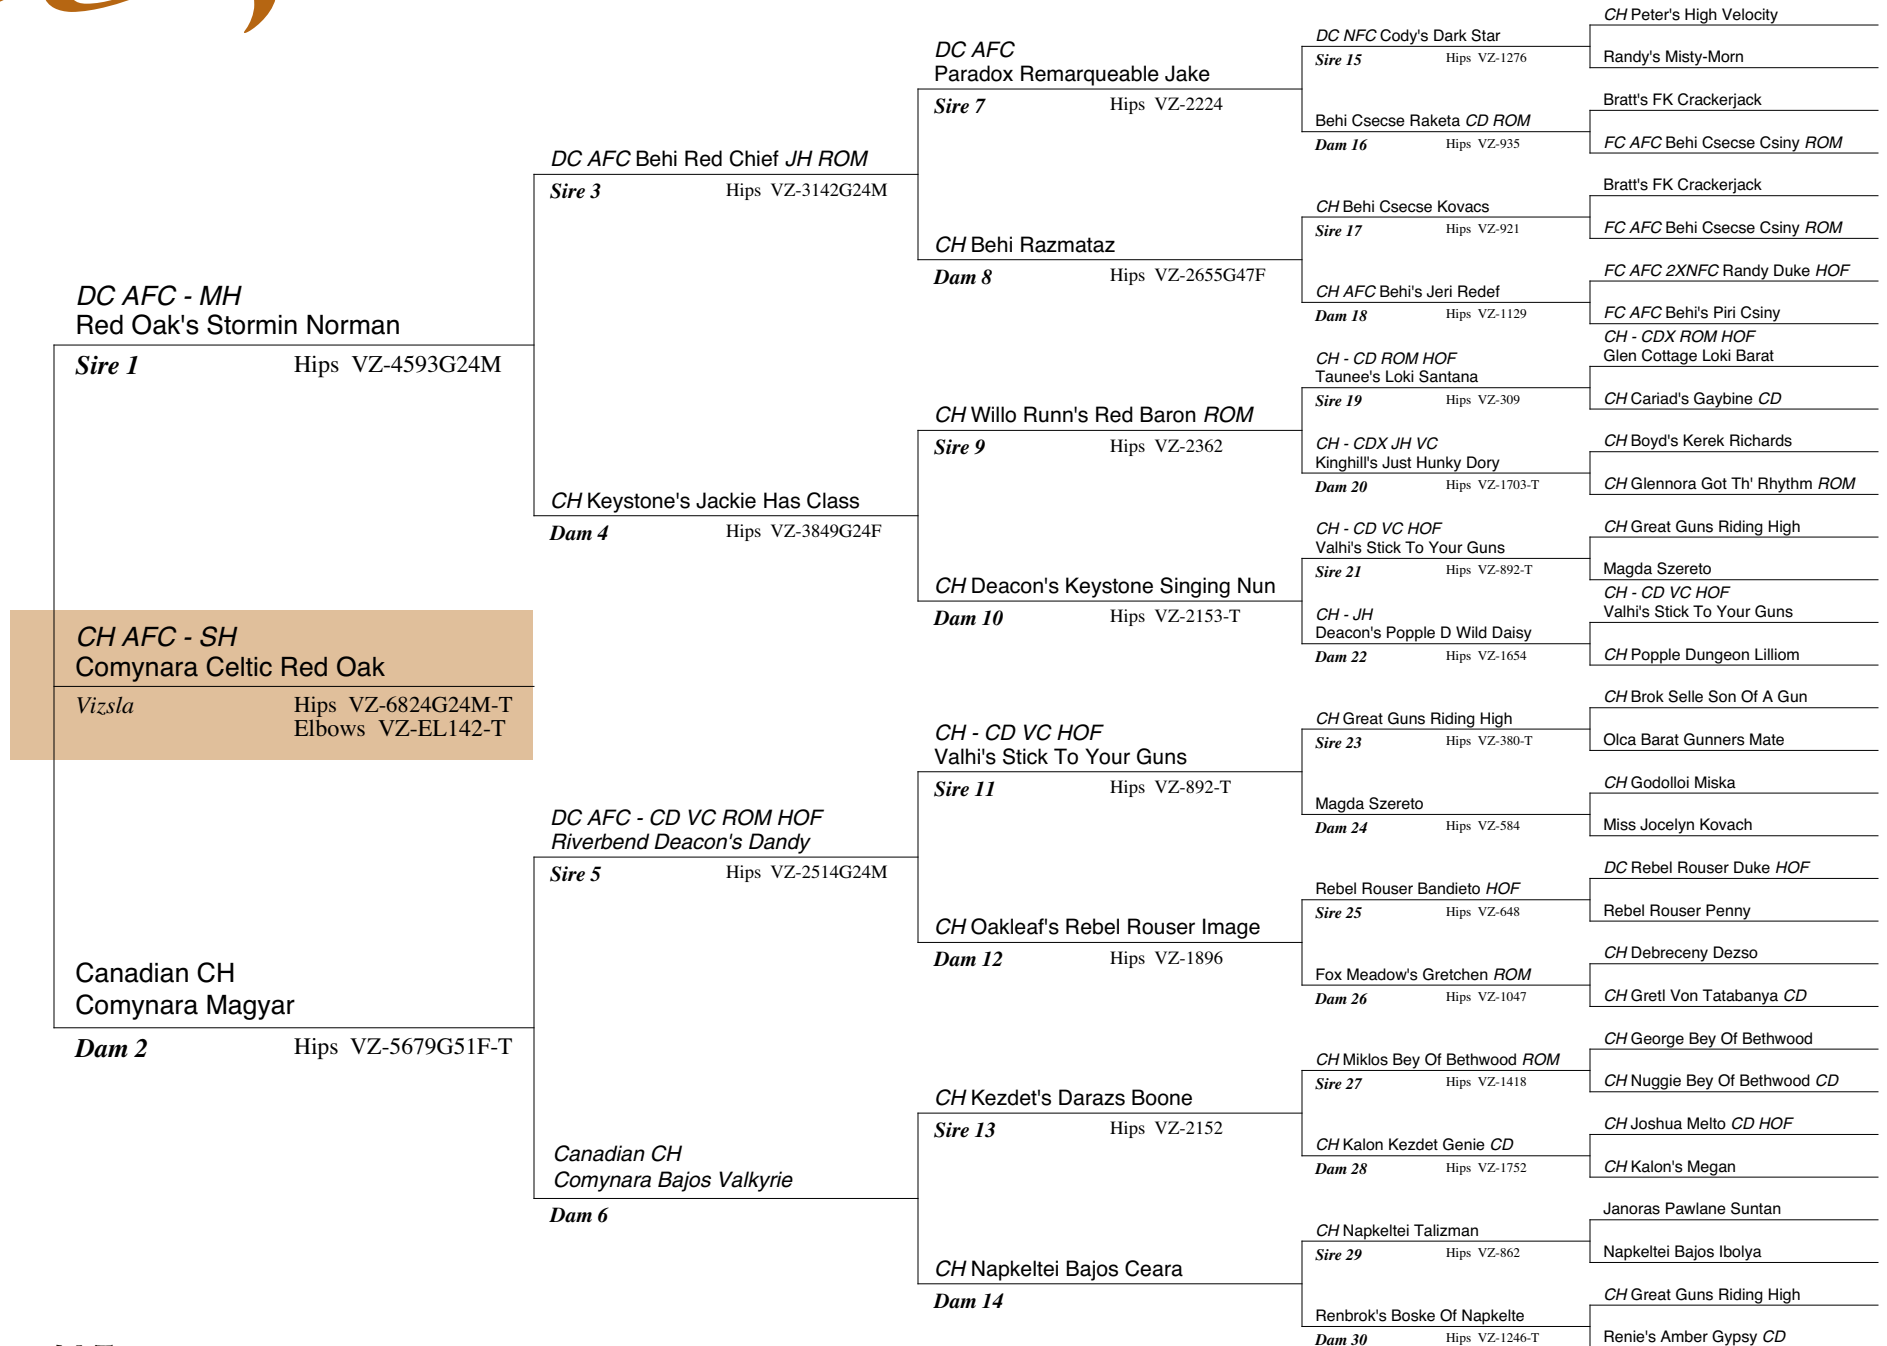 DC AFC - MH
Red Oak's Stormin Norman
Sire 1 Hips VZ-4593G24M
CH AFC - SH
Comynara Celtic Red Oak
Vizsla Hips VZ-6824G24M-T
Elbows VZ-EL142-T
Canadian CH
Comynara Magyar
Dam 2 Hips VZ-5679G51F-T
DC AFC Behi Red Chief JH ROM
Sire 3 Hips VZ-3142G24M
CH Keystone's Jackie Has Class
Dam 4 Hips VZ-3849G24F
DC AFC - CD VC ROM HOF
Riverbend Deacon's Dandy
Sire 5 Hips VZ-2514G24M
Canadian CH
Comynara Bajos Valkyrie
Dam 6
DC AFC
Paradox Remarqueable Jake
Sire 7 Hips VZ-2224
CH Behi Razmataz
Dam 8 Hips VZ-2655G47F
CH Willo Runn's Red Baron ROM
Sire 9 Hips VZ-2362
CH Deacon's Keystone Singing Nun
Dam 10 Hips VZ-2153-T
CH - CD VC HOF
Valhi's Stick To Your Guns
Sire 11 Hips VZ-892-T
CH Oakleaf's Rebel Rouser Image
Dam 12 Hips VZ-1896
CH Kezdet's Darazs Boone
Sire 13 Hips VZ-2152
CH Napkeltei Bajos Ceara
Dam 14
DC NFC Cody's Dark Star
Sire 15 Hips VZ-1276
Behi Csecse Raketa CD ROM
Dam 16 Hips VZ-935
CH Behi Csecse Kovacs
Sire 17 Hips VZ-921
CH AFC Behi's Jeri Redef
Dam 18 Hips VZ-1129
CH - CD ROM HOF
Taunee's Loki Santana
Sire 19 Hips VZ-309
CH - CDX JH VC
Kinghill's Just Hunky Dory
Dam 20 Hips VZ-1703-T
CH - CD VC HOF
Valhi's Stick To Your Guns
Sire 21 Hips VZ-892-T
CH - JH
Deacon's Popple D Wild Daisy
Dam 22 Hips VZ-1654
CH Great Guns Riding High
Sire 23 Hips VZ-380-T
Magda Szereto
Dam 24 Hips VZ-584
Rebel Rouser Bandieto HOF
Sire 25 Hips VZ-648
Fox Meadow's Gretchen ROM
Dam 26 Hips VZ-1047
CH Miklos Bey Of Bethwood ROM
Sire 27 Hips VZ-1418
CH Kalon Kezdet Genie CD
Dam 28 Hips VZ-1752
CH Napkeltei Talizman
Sire 29 Hips VZ-862
Renbrok's Boske Of Napkelte
Dam 30 Hips VZ-1246-T
CH Peter's High Velocity
Randy's Misty-Morn
Bratt's FK Crackerjack
FC AFC Behi Csecse Csiny ROM
Bratt's FK Crackerjack
FC AFC Behi Csecse Csiny ROM
FC AFC 2XNFC Randy Duke HOF
FC AFC Behi's Piri Csiny
CH - CDX ROM HOF
Glen Cottage Loki Barat
CH Cariad's Gaybine CD
CH Boyd's Kerek Richards
CH Glennora Got Th' Rhythm ROM
CH Great Guns Riding High
Magda Szereto
CH - CD VC HOF
Valhi's Stick To Your Guns
CH Popple Dungeon Lilliom
CH Brok Selle Son Of A Gun
Olca Barat Gunners Mate
CH Godolloi Miska
Miss Jocelyn Kovach
DC Rebel Rouser Duke HOF
Rebel Rouser Penny
CH Debreceny Dezso
CH Gretl Von Tatabanya CD
CH George Bey Of Bethwood
CH Nuggie Bey Of Bethwood CD
CH Joshua Melto CD HOF
CH Kalon's Megan
Janoras Pawlane Suntan
Napkeltei Bajos Ibolya
CH Great Guns Riding High
Renie's Amber Gypsy CD